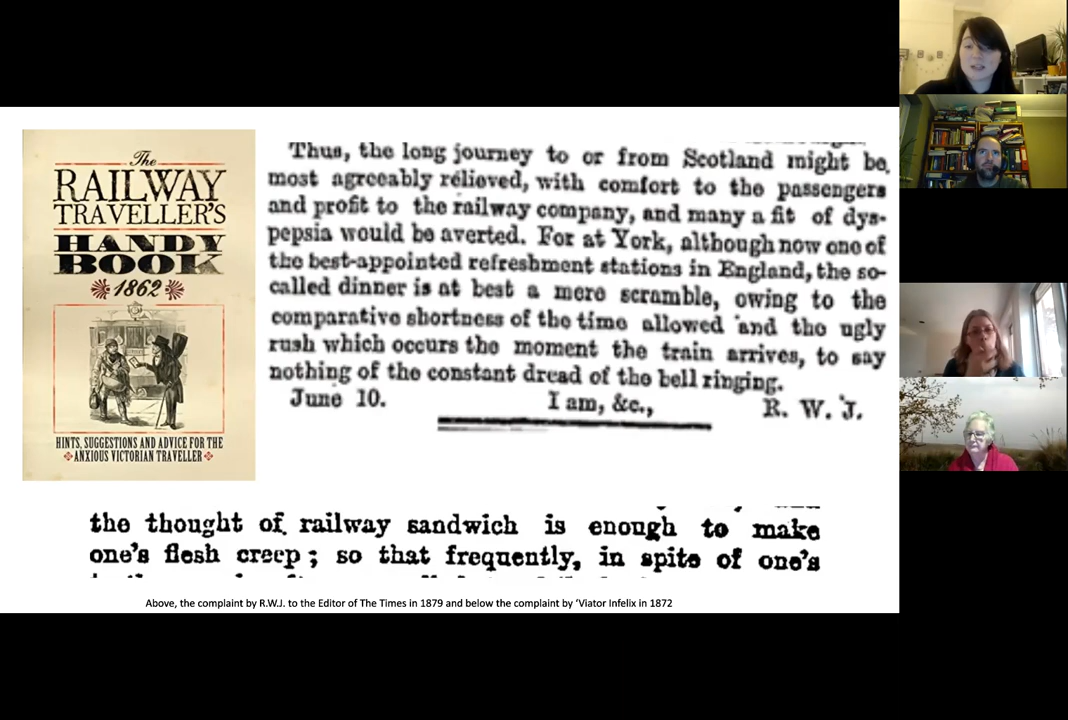 The
RAILWAY
TRAVELLER'S
HANDY
BOOK
1862
HINTS, SUGGESTIONS AND ADVICE FOR THE
ANXIOUS VICTORIAN TRAVELLER
Thus, the long journey to or from Scotland might be
most agreeably relieved, with comfort to the passengers
and profit to the railway company, and many a fit of dys-
pepsia would be averted. For at York, although now one of
the best-appointed refreshment stations in England, the so-
called dinner is at best a mere scramble, owing to the
comparative shortness of the time allowed and the ugly
rush which occurs the moment the train arrives, to say
nothing of the constant dread of the bell ringing.
June 10. I am, &c., R. W. J.
the thought of railway sandwich is enough to make
one's flesh creep; so that frequently, in spite of one's
Above, the complaint by R.W.J. to the Editor of The Times in 1879 and below the complaint by 'Viator Infelix in 1872